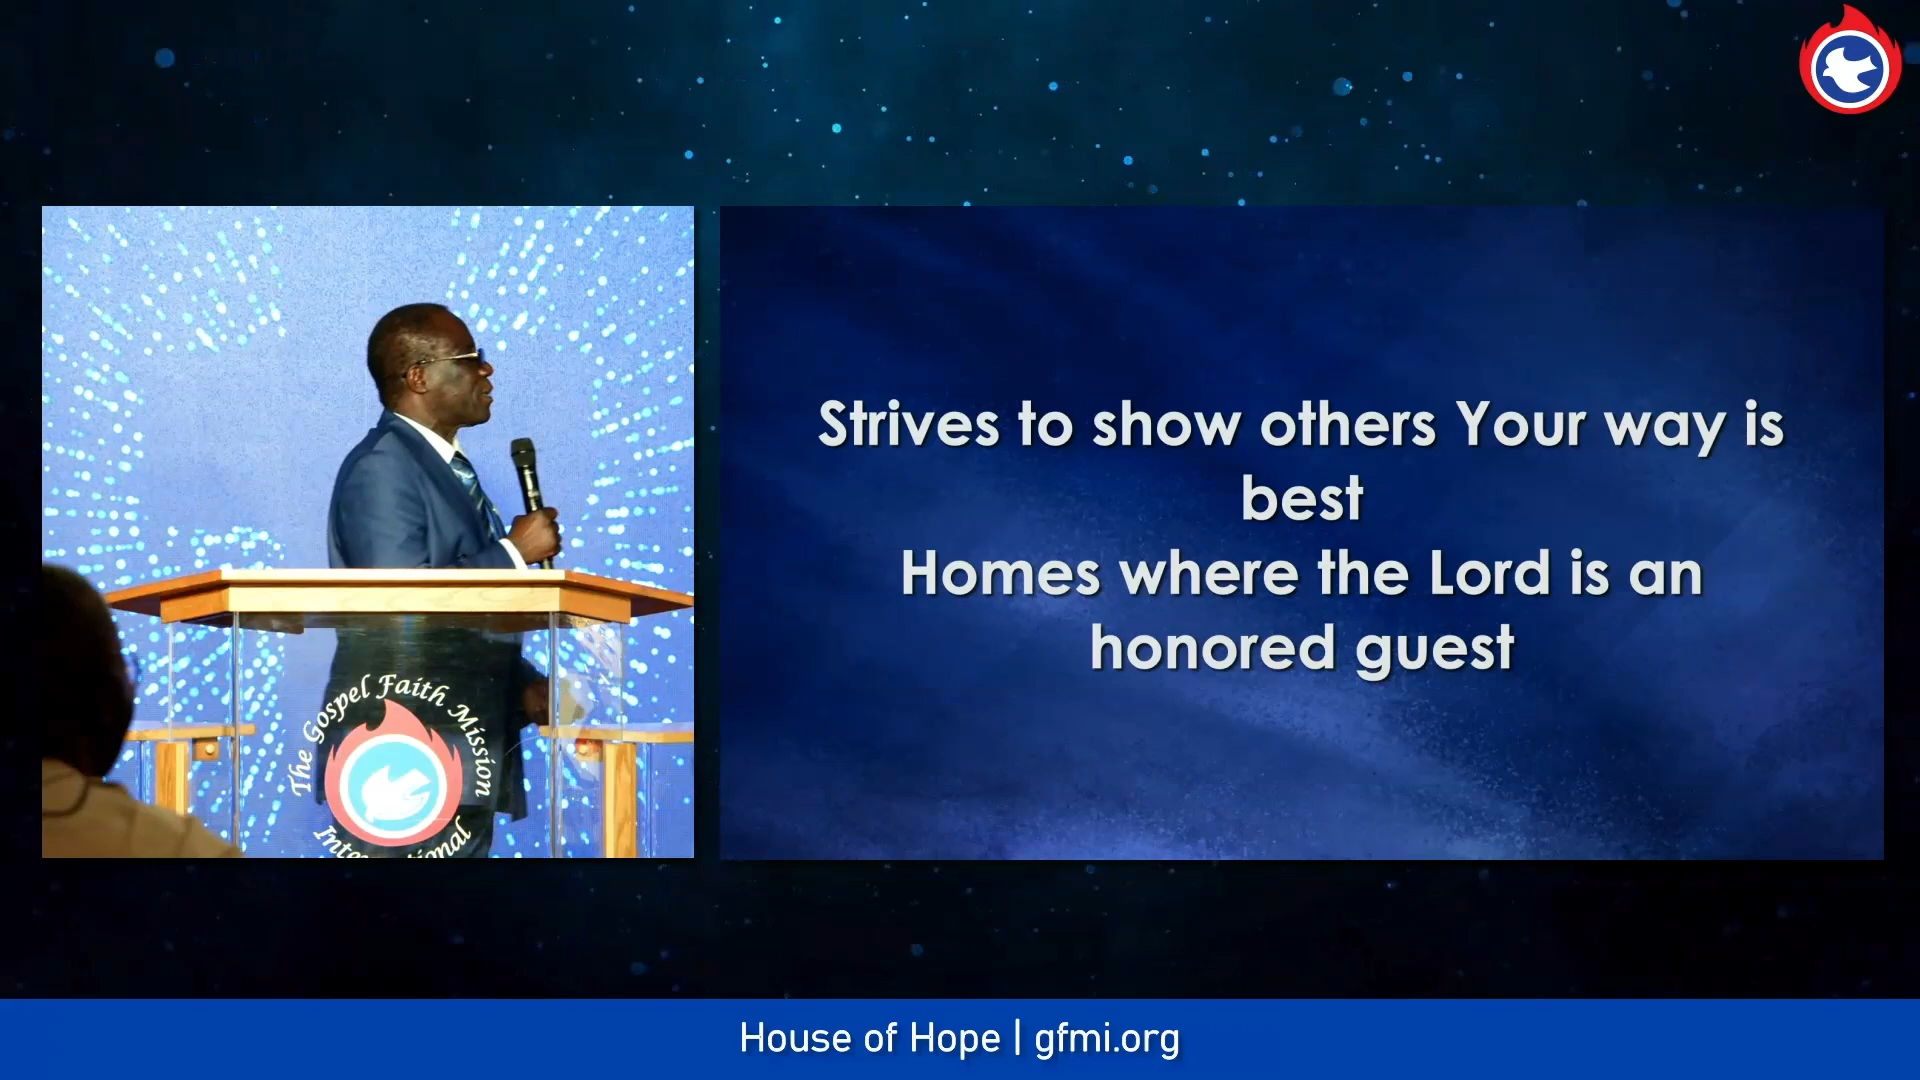 Strives to show others Your way is
best
Homes where the Lord is an
honored guest
The Gospel Faith Mission
International
House of Hope | gfmi.org